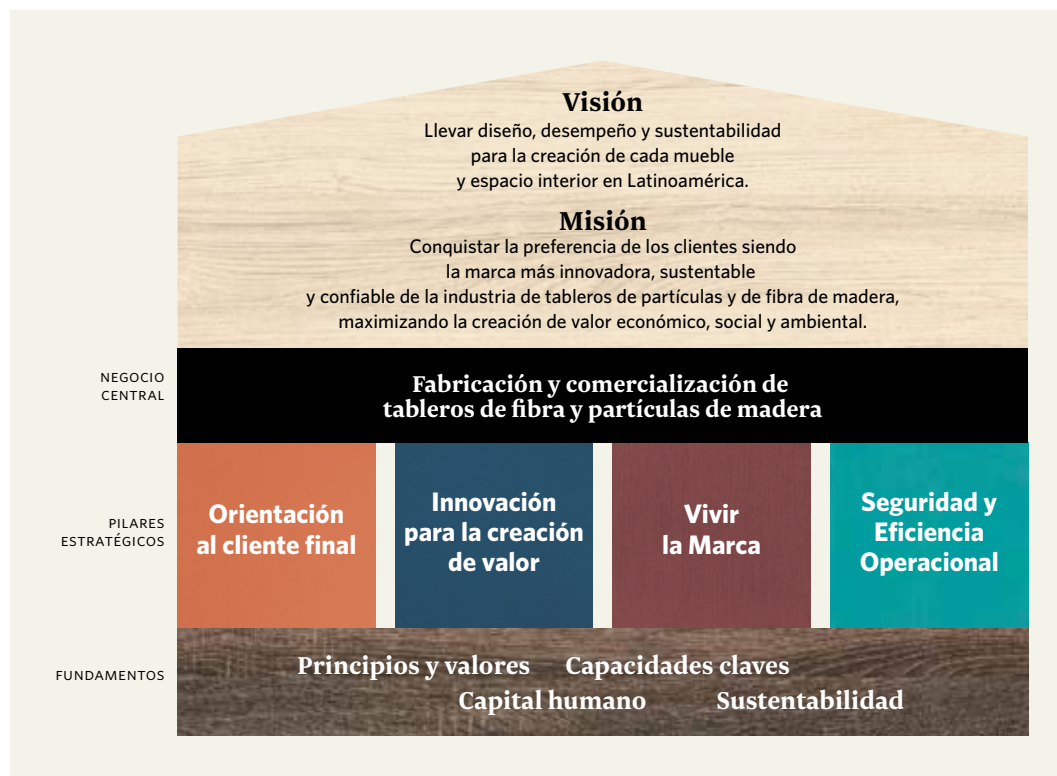 Visión
Llevar diseño, desempeño y sustentabilidad
para la creación de cada mueble
y espacio interior en Latinoamérica.
Misión
Conquistar la preferencia de los clientes siendo
la marca más innovadora, sustentable
y confiable de la industria de tableros de partículas y de fibra de madera,
maximizando la creación de valor económico, social y ambiental.
NEGOCIO
CENTRAL
Fabricación y comercialización de
tableros de fibra y partículas de madera
PILARES
ESTRATÉGICOS
Orientación
al cliente final
Innovación
para la creación
de valor
Vivir
la Marca
Seguridad y
Eficiencia
Operacional
FUNDAMENTOS
Principios y valores Capacidades claves
Capital humano Sustentabilidad